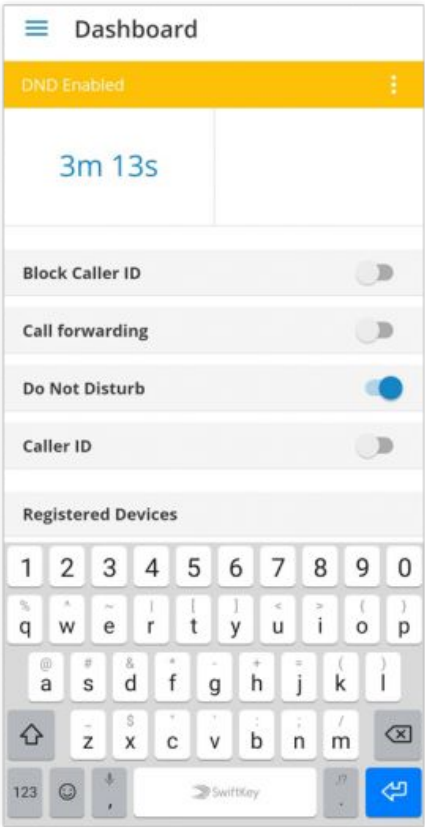 Dashboard
DND Enabled
3m 13s
Block Caller ID
Call forwarding
Do Not Disturb
Caller ID
Registered Devices
1 2 3 4 5 6 7 8 9 0
% ^ ~ | [ ] < > { }
q w e r t y u i o p
@ # & * - + = ( )
a s d f g h j k l
_ $ " ' : ; /
z x c v b n m
123 , SwiftKey ,!? .